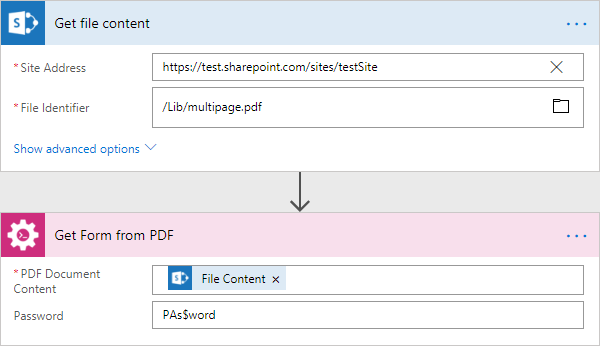 Get file content
* Site Address
https://test.sharepoint.com/sites/testSite
* File Identifier
/Lib/multipage.pdf
Show advanced options
Get Form from PDF
* PDF Document
Content
File Content
Password
PAs$word